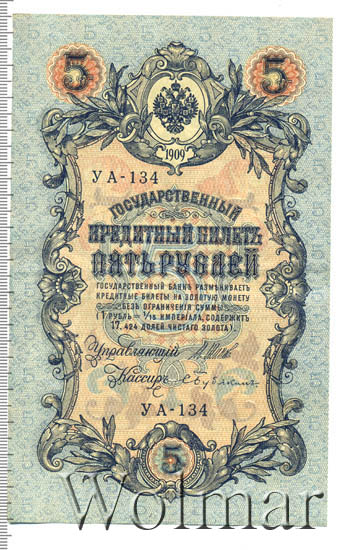 5 5
1909
УА-134
ГОСУДАРСТВЕННЫЙ
КРЕДИТНЫЙ БИЛЕТЪ
ПЯТЬ РУБЛЕЙ
ГОСУДАРСТВЕННЫЙ БАНКЪ РАЗМѢНИВАЕТЪ
КРЕДИТНЫЕ БИЛЕТЫ НА ЗОЛОТУЮ МОНЕТУ
БЕЗЪ ОГРАНИЧЕНІЯ СУММЫ
(1 РУБЛЬ = 1/15 ИМПЕРІАЛА, СОДЕРЖИТЪ
17,424 ДОЛЕЙ ЧИСТАГО ЗОЛОТА).
Управляющій
Кассиръ
УА-134
5
Wolmar